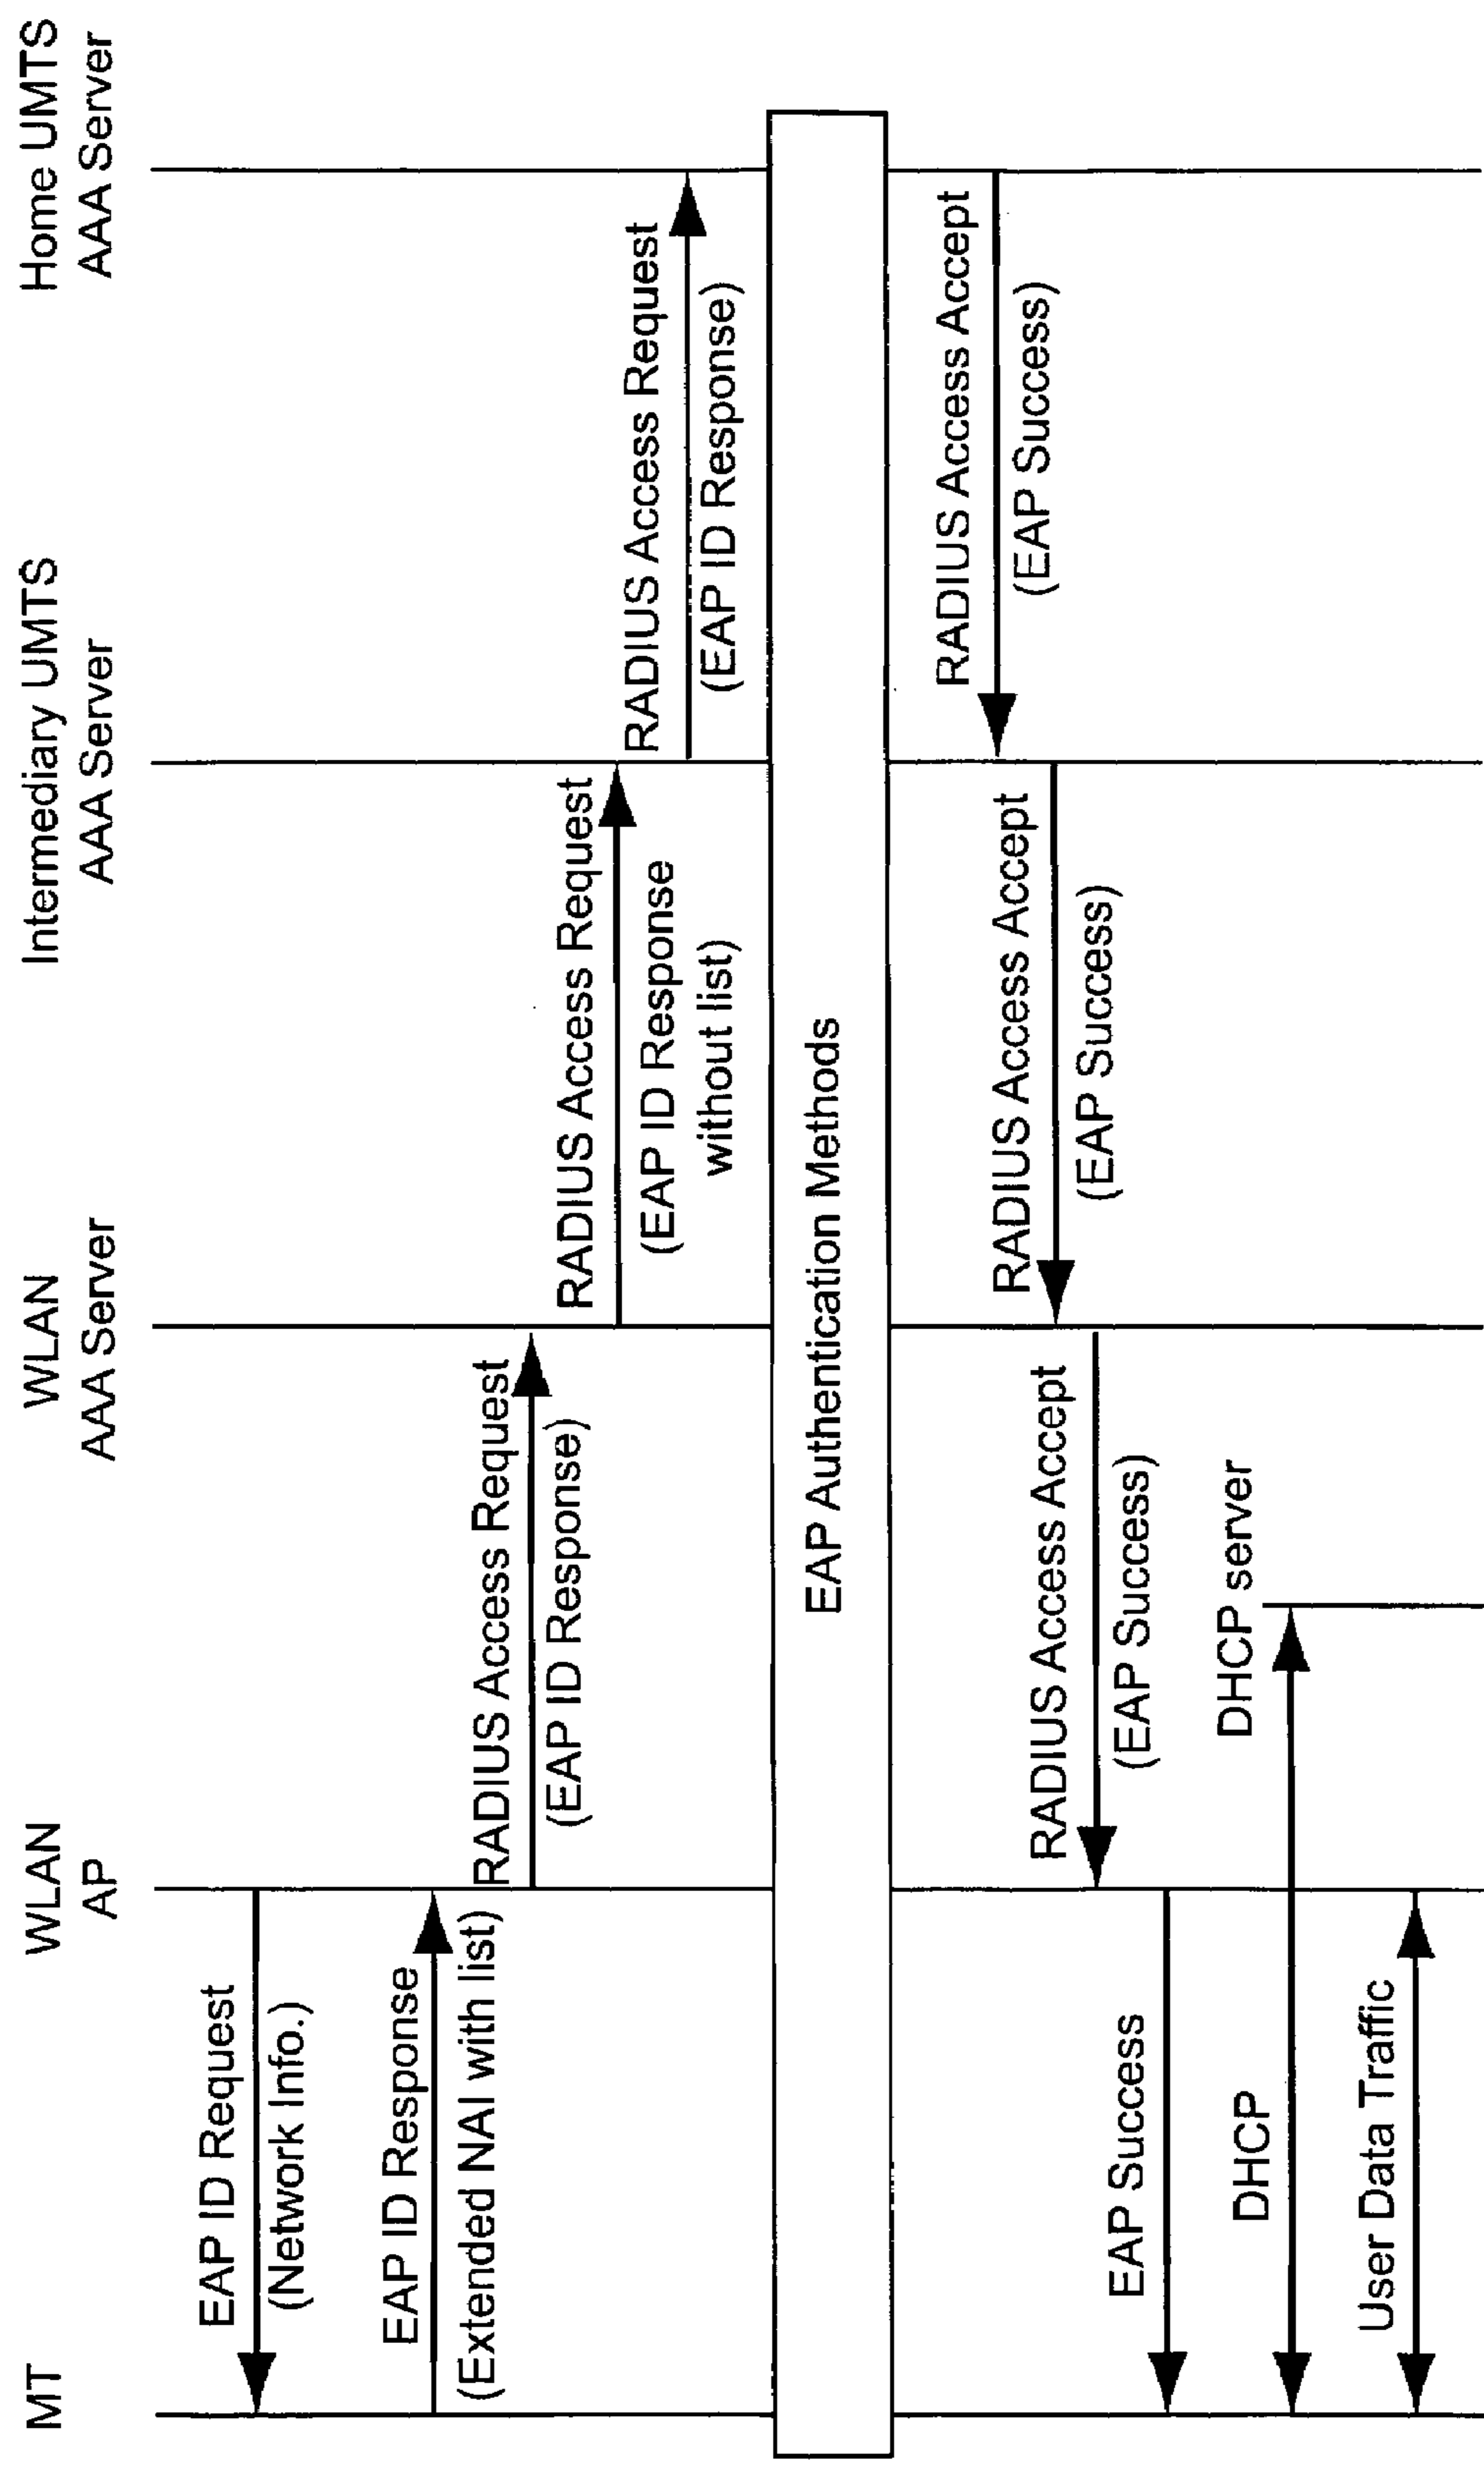 MT
WLAN
AP
WLAN
AAA Server
Intermediary UMTS
AAA Server
Home UMTS
AAA Server
EAP ID Request
(Network Info.)
EAP ID Response
(Extended NAI with list)
RADIUS Access Request
(EAP ID Response)
RADIUS Access Request
(EAP ID Response
without list)
RADIUS Access Request
(EAP ID Response)
EAP Authentication Methods
RADIUS Access Accept
(EAP Success)
RADIUS Access Accept
(EAP Success)
RADIUS Access Accept
(EAP Success)
EAP Success
DHCP server
DHCP
User Data Traffic